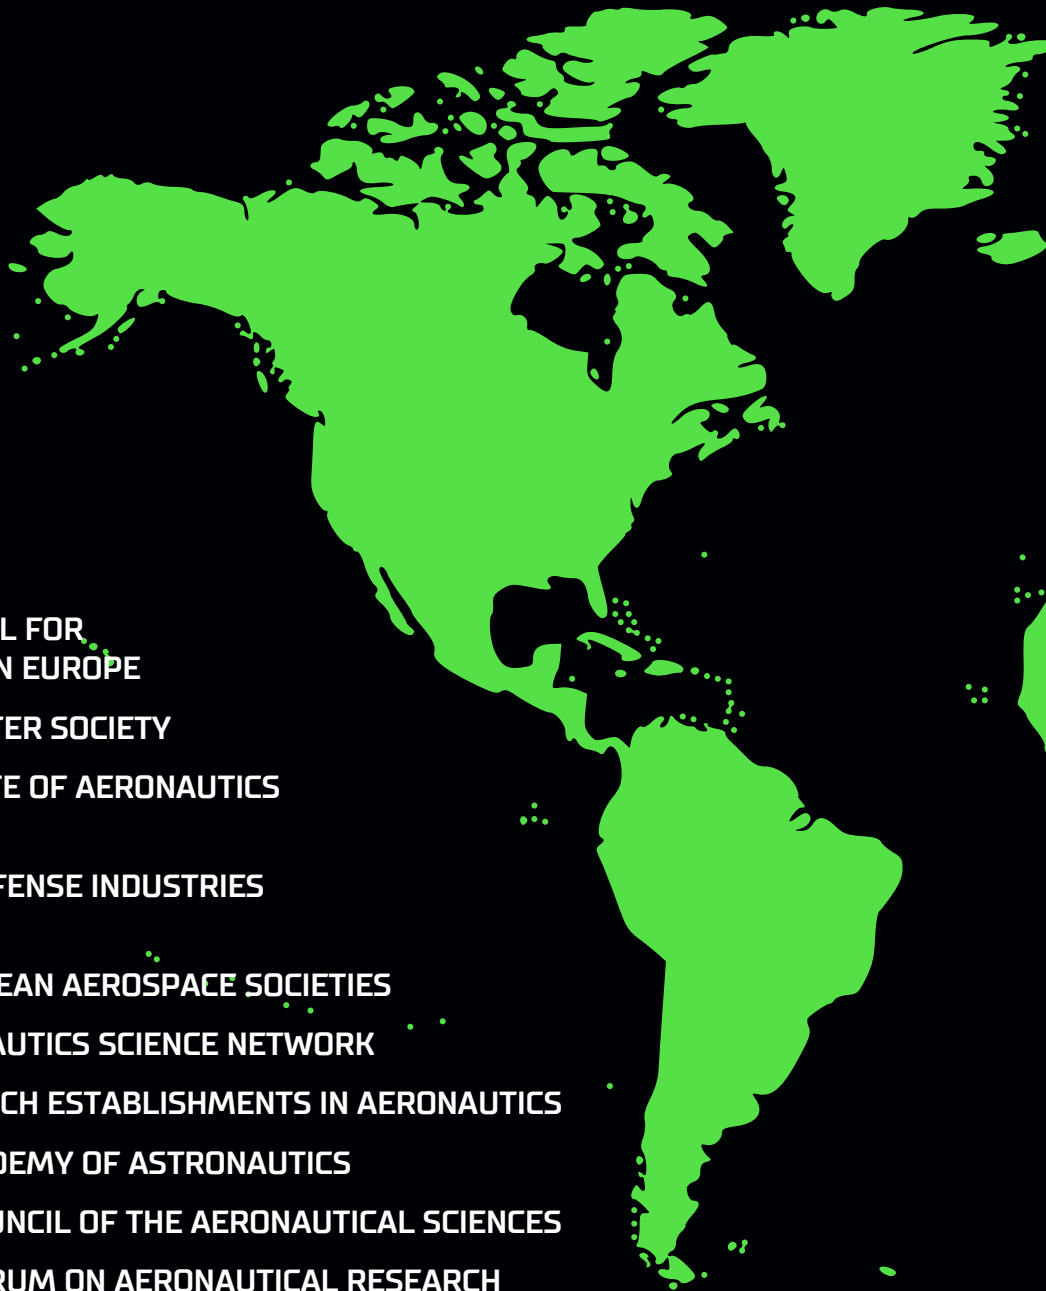 L FOR
N EUROPE
TER SOCIETY
TE OF AERONAUTICS
FENSE INDUSTRIES
EAN AEROSPACE SOCIETIES
AUTICS SCIENCE NETWORK
CH ESTABLISHMENTS IN AERONAUTICS
DEMY OF ASTRONAUTICS
UNCIL OF THE AERONAUTICAL SCIENCES
RUM ON AERONAUTICAL RESEARCH